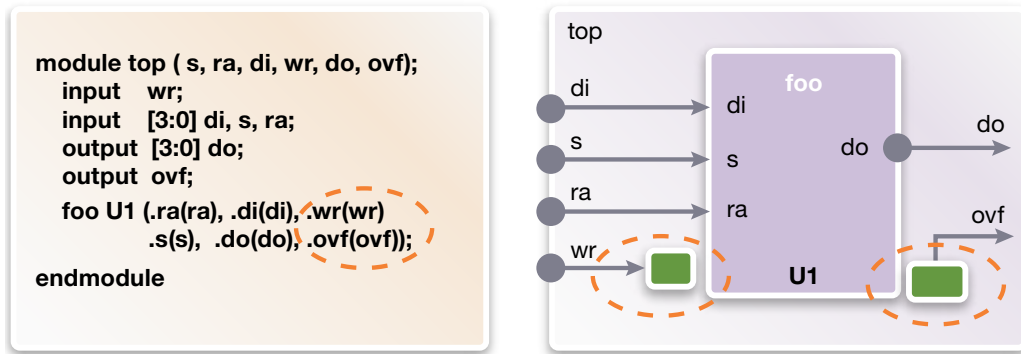 module top ( s, ra, di, wr, do, ovf);
input wr;
input [3:0] di, s, ra;
output [3:0] do;
output ovf;
foo U1 (.ra(ra), .di(di), .wr(wr)
.s(s), .do(do), .ovf(ovf));
endmodule
top
foo
di
di
do
do
s
s
ra
ra
ovf
wr
U1